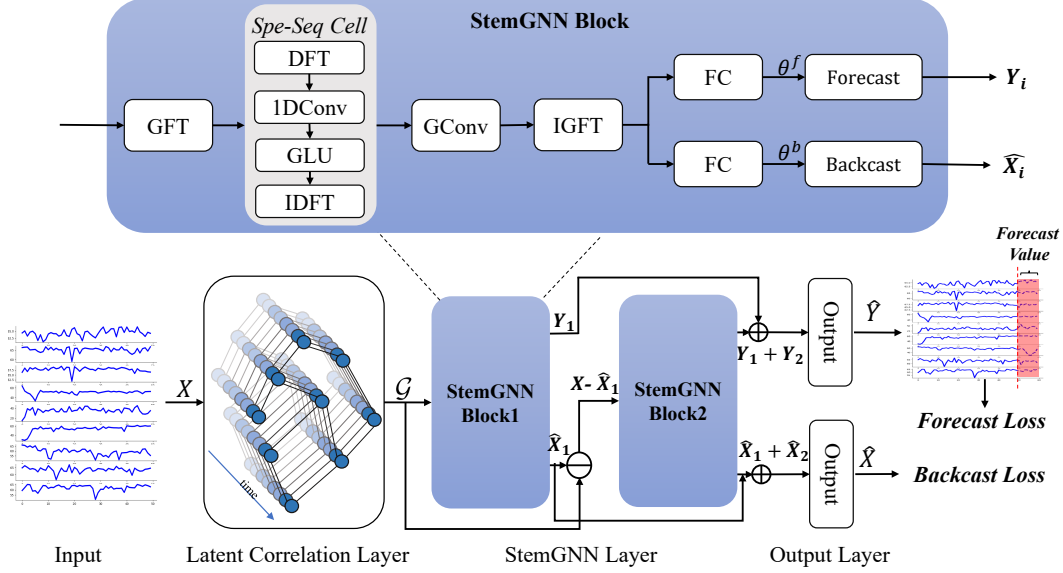 StemGNN Block
Spe-Seq Cell
DFT
1DConv
GLU
IDFT
GFT
GConv
IGFT
FC
θ^f
Forecast
Y_i
FC
θ^b
Backcast
X̂_i
Forecast
Value
X
time
𝒢
StemGNN
Block1
Y_1
X̂_1
X- X̂_1
StemGNN
Block2
Y_1 + Y_2
X̂_1 + X̂_2
Output
Ŷ
Output
X̂
Forecast Loss
Backcast Loss
Input
Latent Correlation Layer
StemGNN Layer
Output Layer